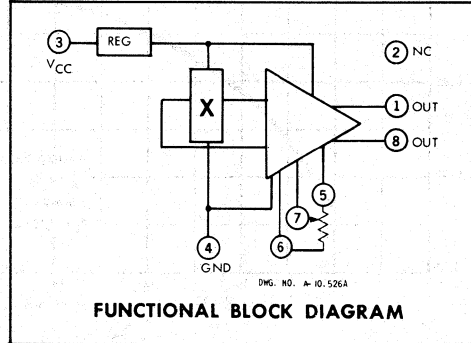 3 REG 2 NC
VCC
X
1 OUT
8 OUT
5
7
4 6
GND
DWG. NO. A-10,526A
FUNCTIONAL BLOCK DIAGRAM